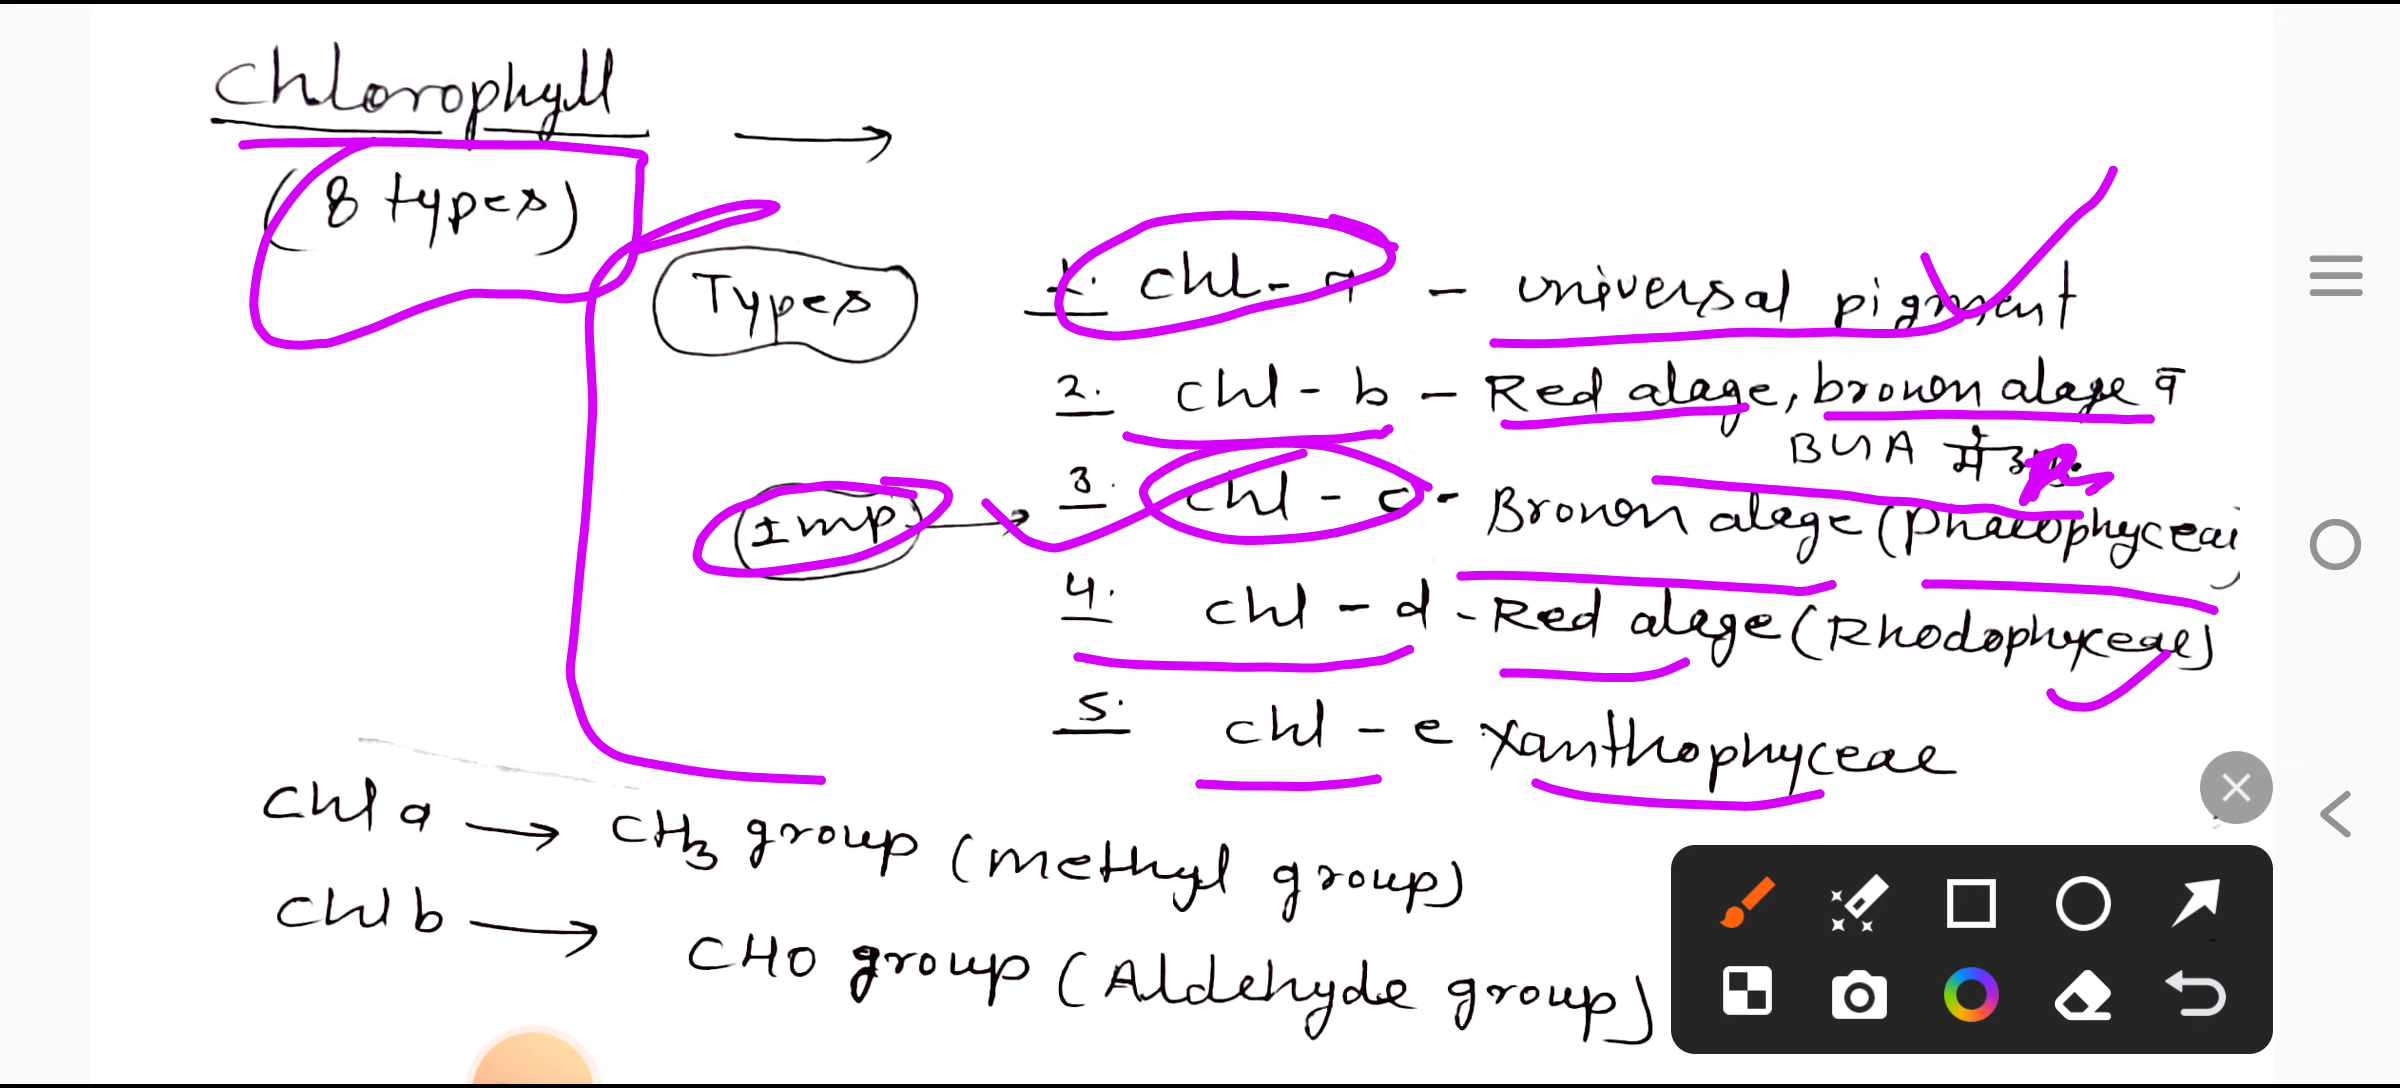 Chlorophyll
(8 types)
Types
1. chl - a - universal pigment
2. chl - b - Red alage, brown alage व
BGA में
(Imp) → 3. chl - c - Brown alage (Phaeophyceae)
4. chl - d - Red alage (Rhodophyceae)
5. chl - e Xanthophyceae
chl a → CH3 group (methyl group)
chl b → CHO group (Aldehyde group)